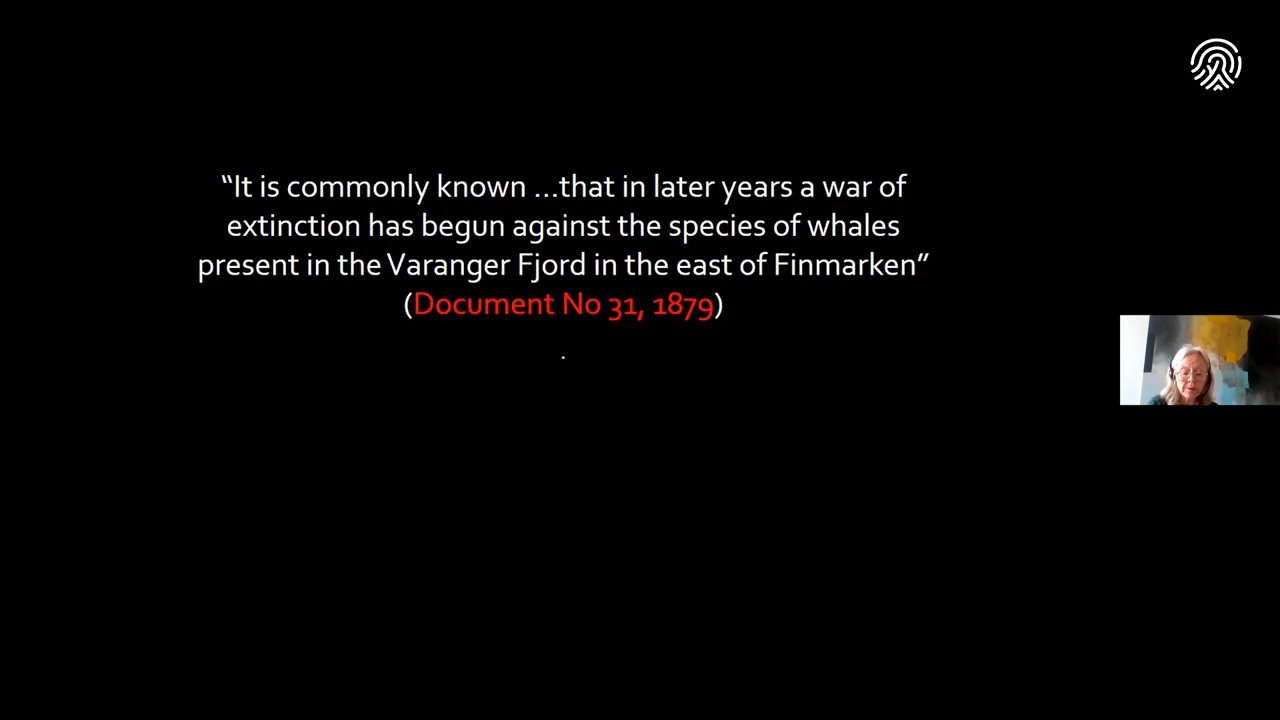 “It is commonly known ...that in later years a war of
extinction has begun against the species of whales
present in the Varanger Fjord in the east of Finmarken”
(Document No 31, 1879)
.